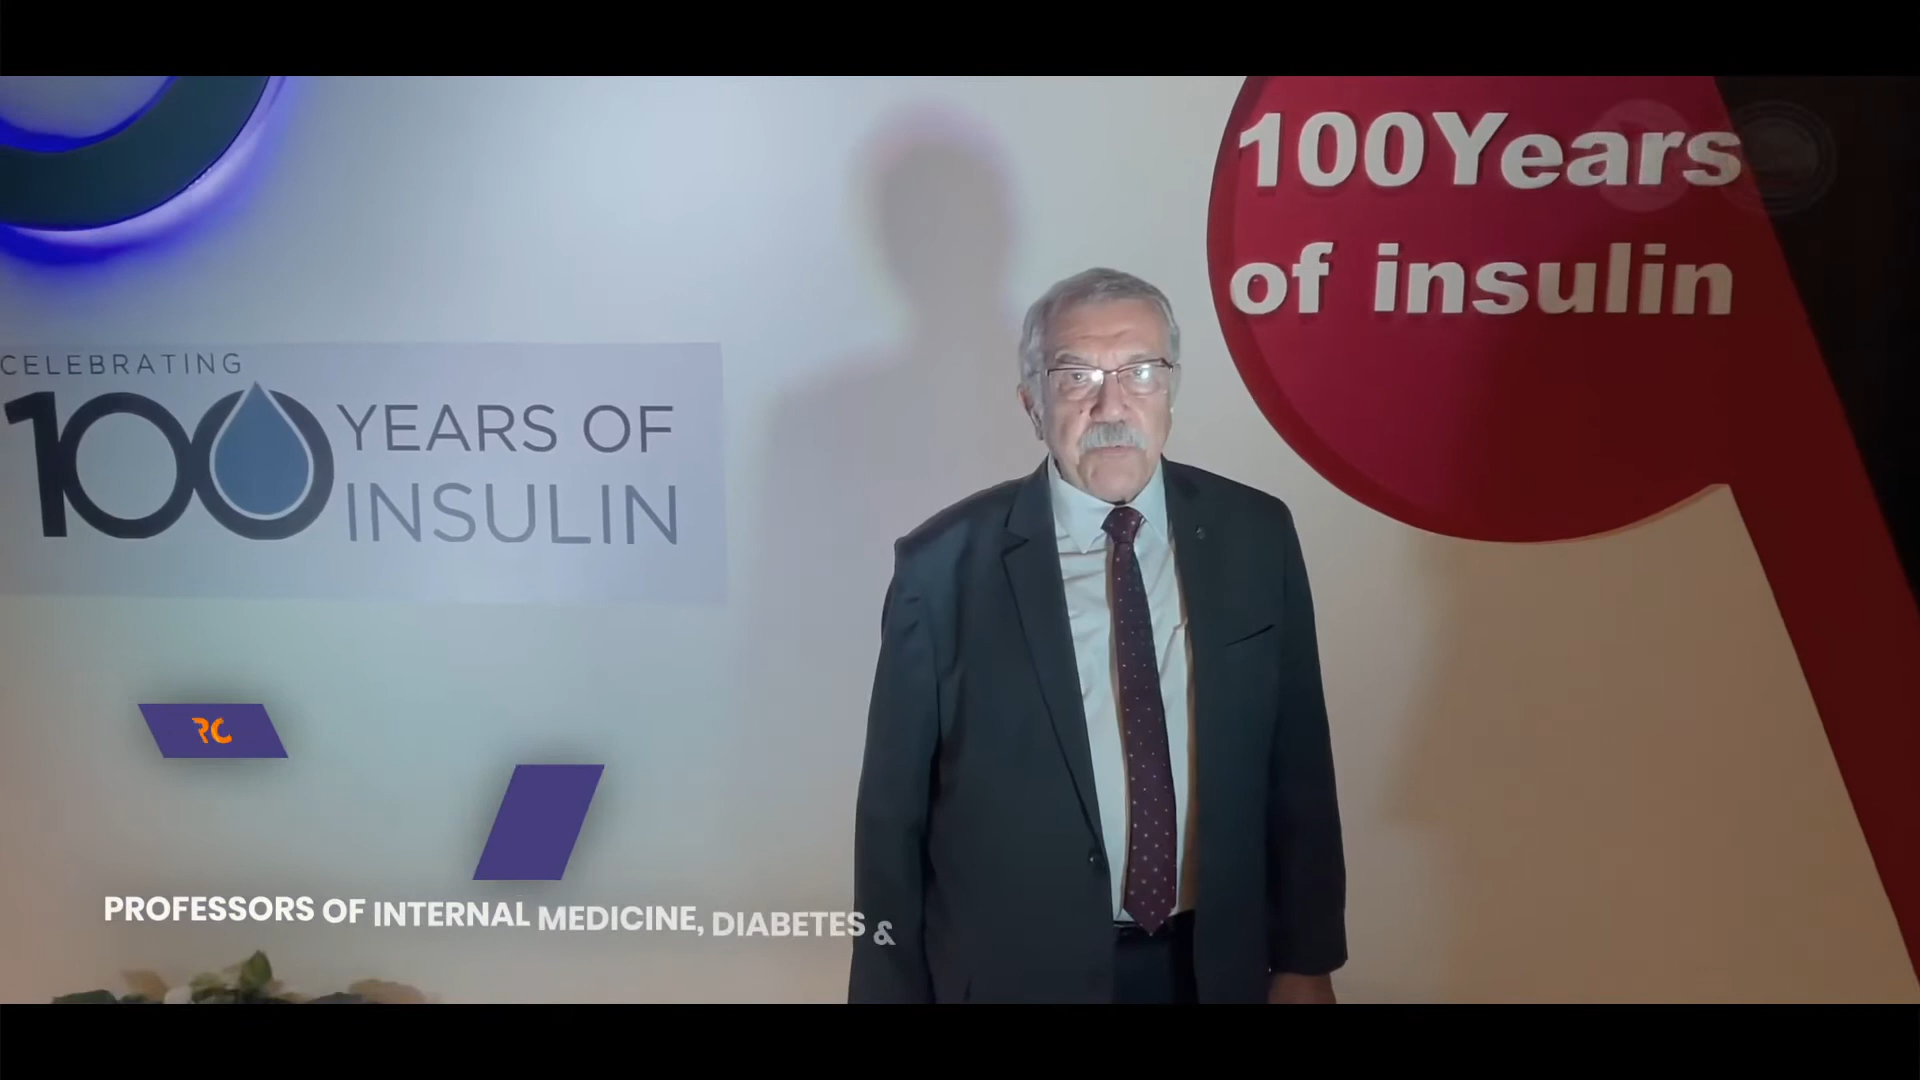 100Years
of insulin
CELEBRATING
100 YEARS OF
INSULIN
RC
PROFESSORS OF INTERNAL MEDICINE, DIABETES &